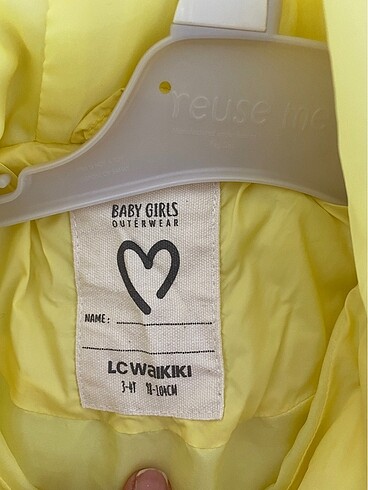 reuse me
BABY GIRLS
OUTERWEAR
NAME:
LC WAIKIKI
3-4Y 98-104CM